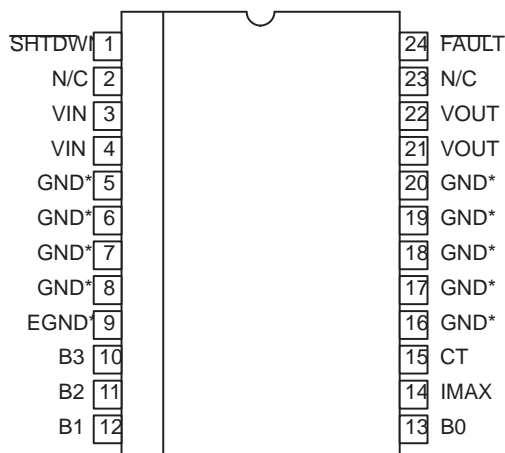 SHTDWN 1 24 FAULT
N/C 2 23 N/C
VIN 3 22 VOUT
VIN 4 21 VOUT
GND* 5 20 GND*
GND* 6 19 GND*
GND* 7 18 GND*
GND* 8 17 GND*
EGND* 9 16 GND*
B3 10 15 CT
B2 11 14 IMAX
B1 12 13 B0